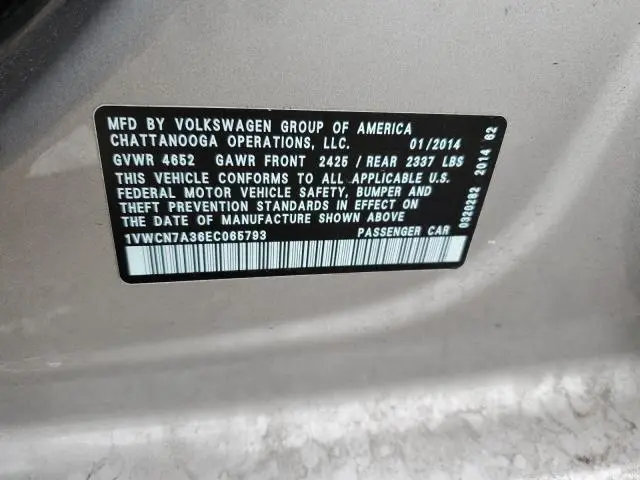 MFD BY VOLKSWAGEN GROUP OF AMERICA
CHATTANOOGA OPERATIONS, LLC. 01/2014
GVWR 4652 GAWR FRONT 2425 / REAR 2337 LBS
THIS VEHICLE CONFORMS TO ALL APPLICABLE U.S.
FEDERAL MOTOR VEHICLE SAFETY, BUMPER AND
THEFT PREVENTION STANDARDS IN EFFECT ON
THE DATE OF MANUFACTURE SHOWN ABOVE
1VWCN7A36EC065793 PASSENGER CAR
0320282 2014 62